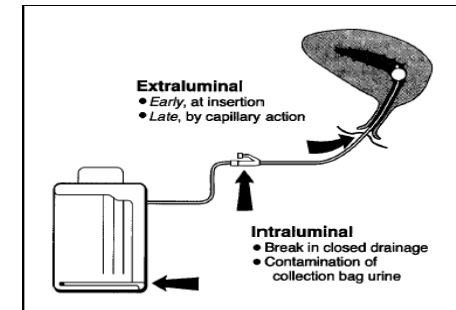 Extraluminal
• Early, at insertion
• Late, by capillary action
Intraluminal
• Break in closed drainage
• Contamination of
collection bag urine